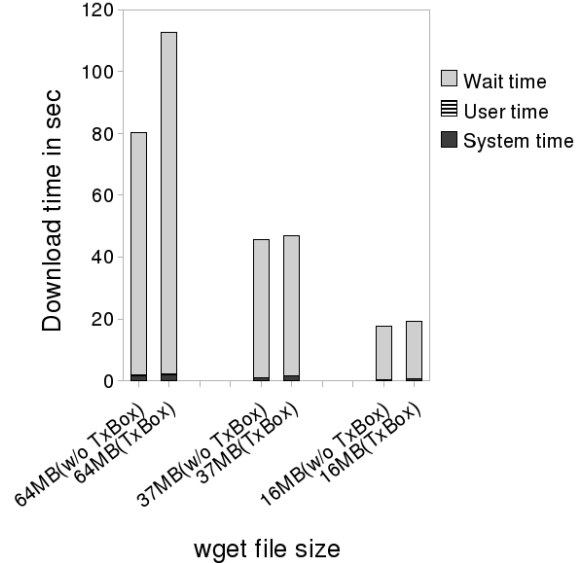 120
100
80
60
40
20
0
Download time in sec
Wait time
User time
System time
64MB(w/o TxBox)
64MB(TxBox)
37MB(w/o TxBox)
37MB(TxBox)
16MB(w/o TxBox)
16MB(TxBox)
wget file size